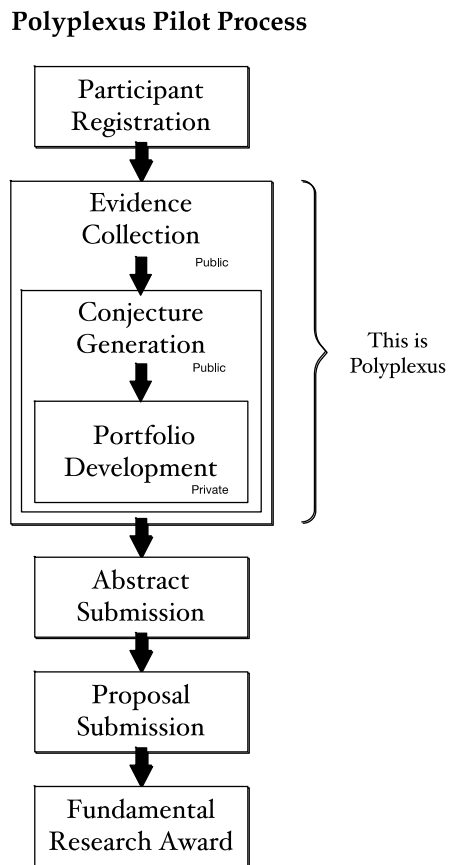 Polyplexus Pilot Process
Participant
Registration
Evidence
Collection
Public
Conjecture
Generation
Public
Portfolio
Development
Private
This is
Polyplexus
Abstract
Submission
Proposal
Submission
Fundamental
Research Award